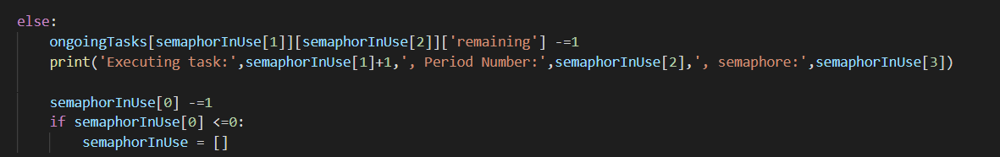 else:
    ongoingTasks[semaphorInUse[1]][semaphorInUse[2]]['remaining'] -=1
    print('Executing task:',semaphorInUse[1]+1,', Period Number:',semaphorInUse[2],', semaphore:',semaphorInUse[3])
    semaphorInUse[0] -=1
    if semaphorInUse[0] <=0:
        semaphorInUse = []